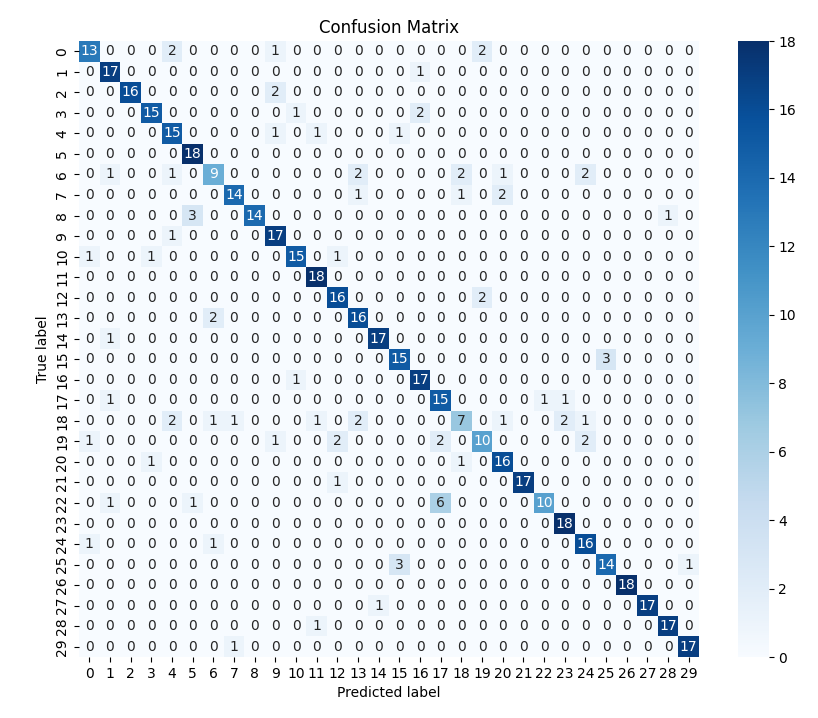 Confusion Matrix
0 13 0 0 0 2 0 0 0 0 1 0 0 0 0 0 0 0 0 0 2 0 0 0 0 0 0 0 0 0 0
1 0 17 0 0 0 0 0 0 0 0 0 0 0 0 0 0 1 0 0 0 0 0 0 0 0 0 0 0 0 0
2 0 0 16 0 0 0 0 0 0 2 0 0 0 0 0 0 0 0 0 0 0 0 0 0 0 0 0 0 0 0
3 0 0 0 15 0 0 0 0 0 0 1 0 0 0 0 0 2 0 0 0 0 0 0 0 0 0 0 0 0 0
4 0 0 0 0 15 0 0 0 0 1 0 1 0 0 0 1 0 0 0 0 0 0 0 0 0 0 0 0 0 0
5 0 0 0 0 0 18 0 0 0 0 0 0 0 0 0 0 0 0 0 0 0 0 0 0 0 0 0 0 0 0
6 0 1 0 0 1 0 9 0 0 0 0 0 0 2 0 0 0 0 2 0 1 0 0 0 2 0 0 0 0 0
7 0 0 0 0 0 0 0 14 0 0 0 0 0 1 0 0 0 0 1 0 2 0 0 0 0 0 0 0 0 0
8 0 0 0 0 0 3 0 0 14 0 0 0 0 0 0 0 0 0 0 0 0 0 0 0 0 0 0 0 1 0
9 0 0 0 0 1 0 0 0 0 17 0 0 0 0 0 0 0 0 0 0 0 0 0 0 0 0 0 0 0 0
10 1 0 0 1 0 0 0 0 0 0 15 0 1 0 0 0 0 0 0 0 0 0 0 0 0 0 0 0 0 0
11 0 0 0 0 0 0 0 0 0 0 0 18 0 0 0 0 0 0 0 0 0 0 0 0 0 0 0 0 0 0
12 0 0 0 0 0 0 0 0 0 0 0 0 16 0 0 0 0 0 0 2 0 0 0 0 0 0 0 0 0 0
13 0 0 0 0 0 0 2 0 0 0 0 0 0 16 0 0 0 0 0 0 0 0 0 0 0 0 0 0 0 0
14 0 1 0 0 0 0 0 0 0 0 0 0 0 0 17 0 0 0 0 0 0 0 0 0 0 0 0 0 0 0
15 0 0 0 0 0 0 0 0 0 0 0 0 0 0 0 15 0 0 0 0 0 0 0 0 0 3 0 0 0 0
16 0 0 0 0 0 0 0 0 0 0 1 0 0 0 0 0 17 0 0 0 0 0 0 0 0 0 0 0 0 0
17 0 1 0 0 0 0 0 0 0 0 0 0 0 0 0 0 0 15 0 0 0 0 1 1 0 0 0 0 0 0
18 0 0 0 0 2 0 1 1 0 0 0 1 0 2 0 0 0 0 7 0 1 0 0 2 1 0 0 0 0 0
19 1 0 0 0 0 0 0 0 0 1 0 0 2 0 0 0 0 2 0 10 0 0 0 0 2 0 0 0 0 0
20 0 0 0 1 0 0 0 0 0 0 0 0 0 0 0 0 0 0 1 0 16 0 0 0 0 0 0 0 0 0
21 0 0 0 0 0 0 0 0 0 0 0 0 1 0 0 0 0 0 0 0 0 17 0 0 0 0 0 0 0 0
22 0 1 0 0 0 1 0 0 0 0 0 0 0 0 0 0 0 6 0 0 0 0 10 0 0 0 0 0 0 0
23 0 0 0 0 0 0 0 0 0 0 0 0 0 0 0 0 0 0 0 0 0 0 0 18 0 0 0 0 0 0
24 1 0 0 0 0 0 1 0 0 0 0 0 0 0 0 0 0 0 0 0 0 0 0 0 16 0 0 0 0 0
25 0 0 0 0 0 0 0 0 0 0 0 0 0 0 0 3 0 0 0 0 0 0 0 0 0 14 0 0 0 1
26 0 0 0 0 0 0 0 0 0 0 0 0 0 0 0 0 0 0 0 0 0 0 0 0 0 0 18 0 0 0
27 0 0 0 0 0 0 0 0 0 0 0 0 0 0 1 0 0 0 0 0 0 0 0 0 0 0 0 17 0 0
28 0 0 0 0 0 0 0 0 0 0 0 1 0 0 0 0 0 0 0 0 0 0 0 0 0 0 0 0 17 0
29 0 0 0 0 0 0 0 1 0 0 0 0 0 0 0 0 0 0 0 0 0 0 0 0 0 0 0 0 0 17
0 1 2 3 4 5 6 7 8 9 10 11 12 13 14 15 16 17 18 19 20 21 22 23 24 25 26 27 28 29
Predicted label
True label
18
16
14
12
10
8
6
4
2
0